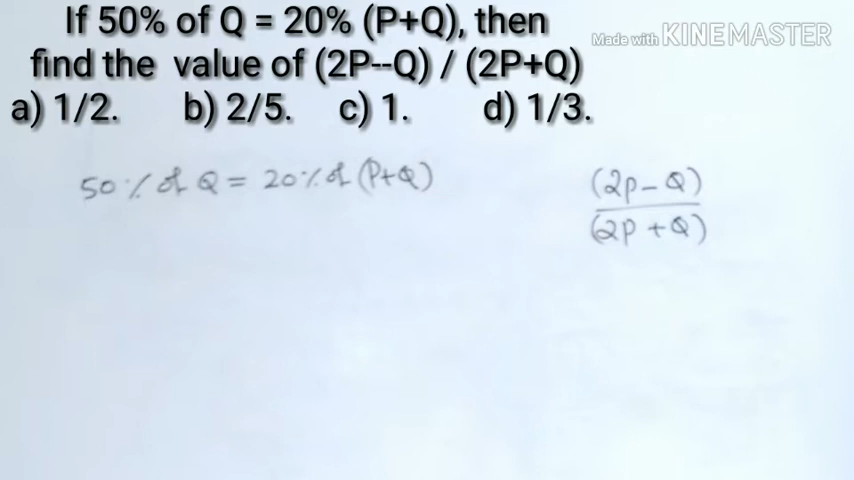 If 50% of Q = 20% (P+Q), then
find the value of (2P--Q) / (2P+Q)
a) 1/2. b) 2/5. c) 1. d) 1/3.
Made with KINEMASTER
50% of Q = 20% of (P+Q)
(2P-Q)
(2P+Q)